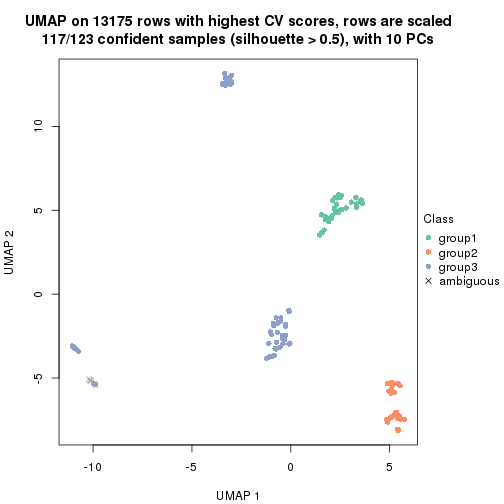 UMAP on 13175 rows with highest CV scores, rows are scaled
117/123 confident samples (silhouette > 0.5), with 10 PCs
10
5
0
-5
UMAP 2
-10
-5
0
5
UMAP 1
Class
group1
group2
group3
ambiguous